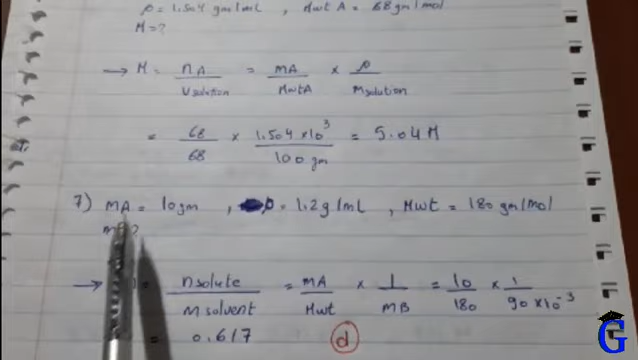 ρ = 1.504 gm/mL , Mwt A = 68 gm/mol
M = ?
→ M = nA / Vsolution = mA / MwtA × ρ / Msolution
= 68 / 68 × 1.504 × 10³ / 100 gm = 5.04 M
7) mA = 10 gm , ρ = 1.2 g/mL , Mwt = 180 gm/mol
m ?
→ = nsolute / msolvent = mA / Mwt × 1 / mB = 10 / 180 × 1 / 90 × 10⁻³
= 0.617 d
G